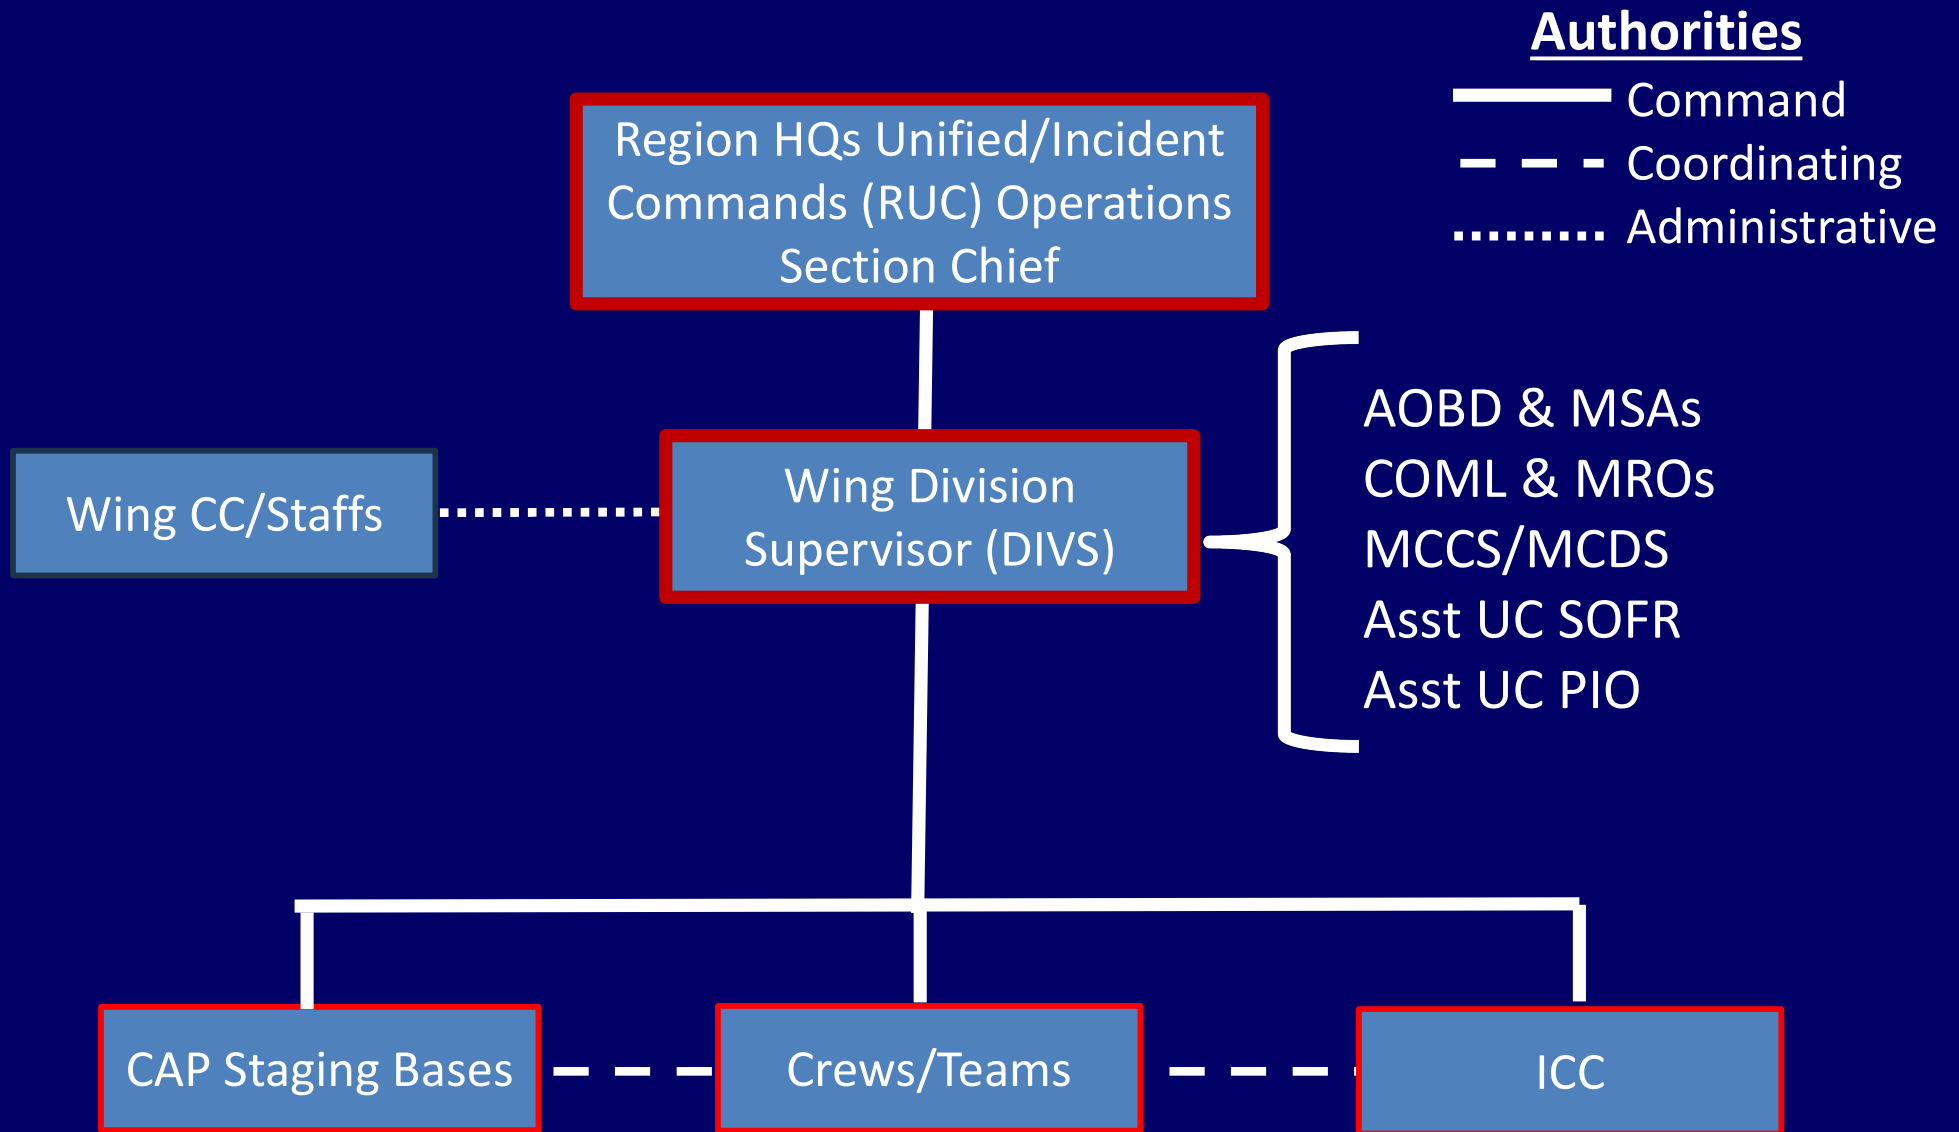 Authorities
Command
Coordinating
Administrative
Region HQs Unified/Incident
Commands (RUC) Operations
Section Chief
Wing CC/Staffs
Wing Division
Supervisor (DIVS)
AOBD & MSAs
COML & MROs
MCCS/MCDS
Asst UC SOFR
Asst UC PIO
CAP Staging Bases
Crews/Teams
ICC